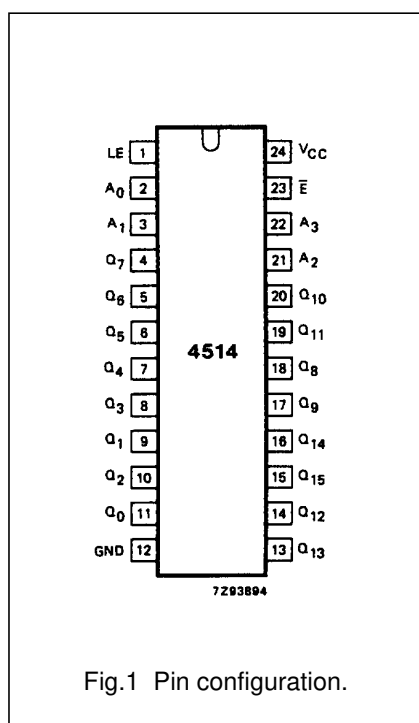 LE 1 24 VCC
A0 2 23 E̅
A1 3 22 A3
Q7 4 21 A2
Q6 5 20 Q10
Q5 6 19 Q11
Q4 7 4514 18 Q8
Q3 8 17 Q9
Q1 9 16 Q14
Q2 10 15 Q15
Q0 11 14 Q12
GND 12 13 Q13
7Z93894
Fig.1 Pin configuration.